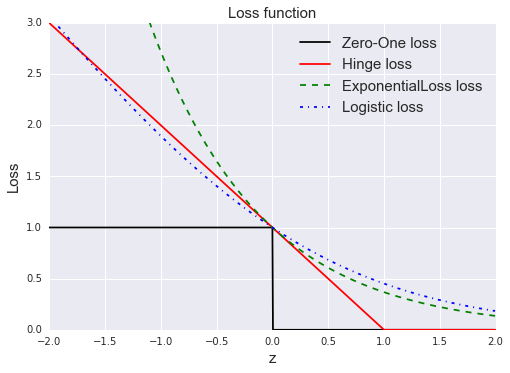 Loss function
3.0
2.5
2.0
1.5
1.0
0.5
0.0
Loss
Zero-One loss
Hinge loss
ExponentialLoss loss
Logistic loss
−2.0 −1.5 −1.0 −0.5 0.0 0.5 1.0 1.5 2.0
z